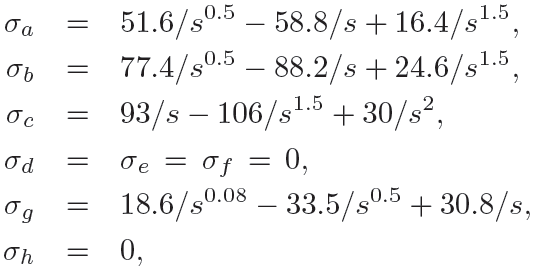 σ_a = 51.6/s^{0.5} − 58.8/s + 16.4/s^{1.5},
σ_b = 77.4/s^{0.5} − 88.2/s + 24.6/s^{1.5},
σ_c = 93/s − 106/s^{1.5} + 30/s^2,
σ_d = σ_e = σ_f = 0,
σ_g = 18.6/s^{0.08} − 33.5/s^{0.5} + 30.8/s,
σ_h = 0,